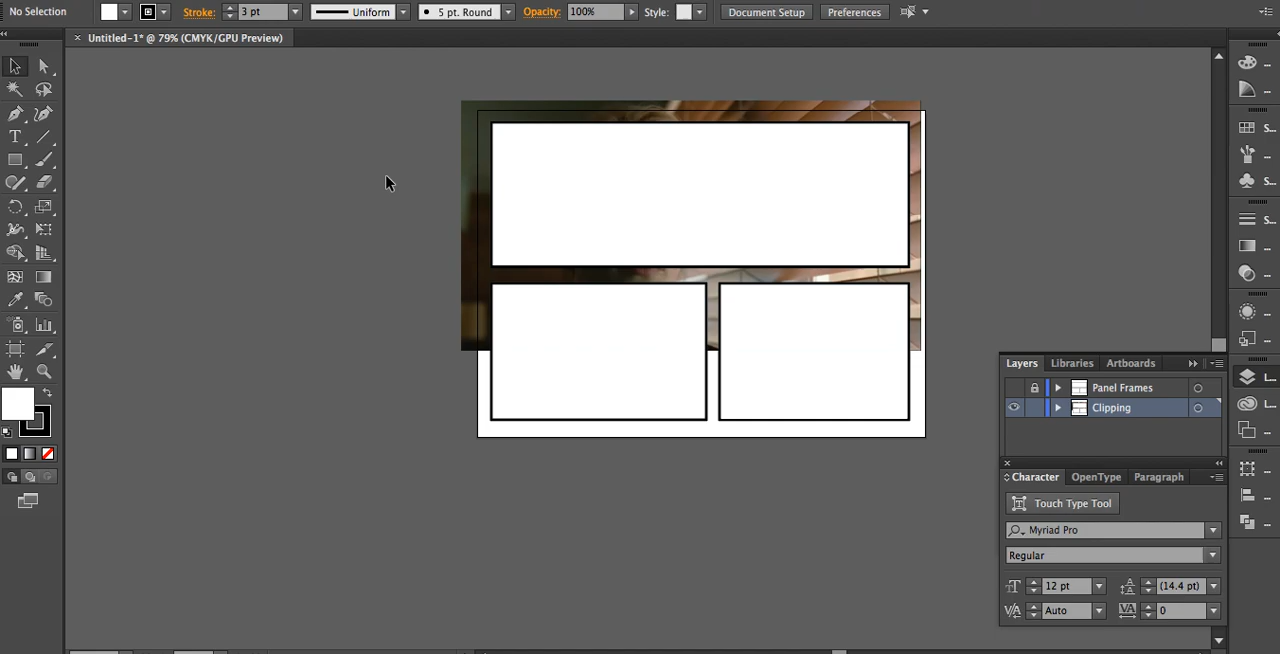 No Selection Stroke: 3 pt Uniform 5 pt. Round Opacity: 100% Style: Document Setup Preferences
× Untitled-1* @ 79% (CMYK/GPU Preview)
S...
S...
S...
L...
L...
Layers Libraries Artboards
Panel Frames
Clipping
Character OpenType Paragraph
Touch Type Tool
Myriad Pro
Regular
12 pt (14.4 pt)
Auto 0